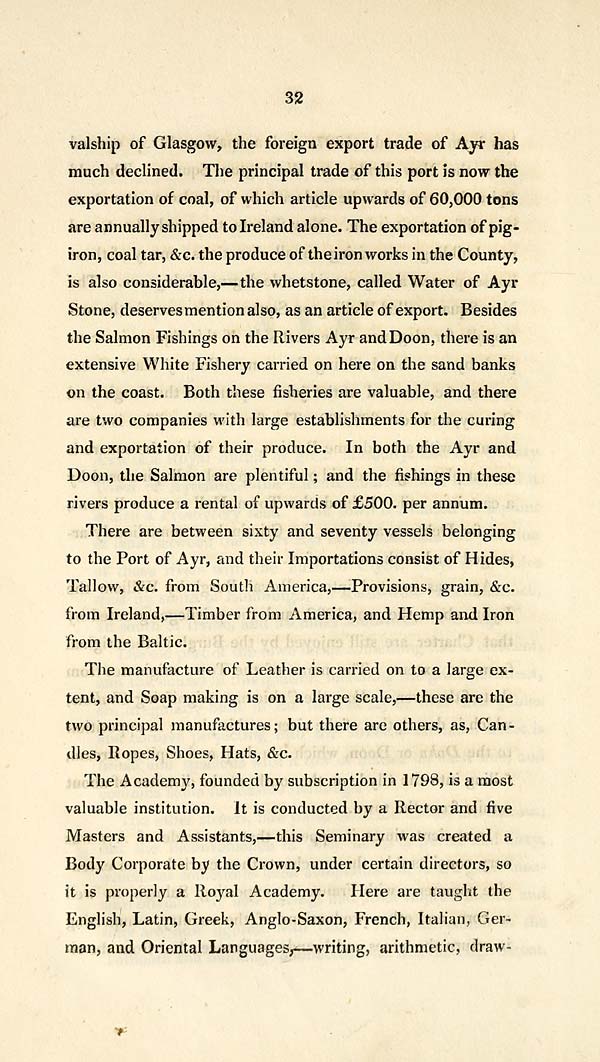 32
valship of Glasgow, the foreign export trade of Ayr has
much declined. The principal trade of this port is now the
exportation of coal, of which article upwards of 60,000 tons
are annually shipped to Ireland alone. The exportation of pig-
iron, coal tar, &c. the produce of the iron works in the County,
is also considerable,—the whetstone, called Water of Ayr
Stone, deserves mention also, as an article of export. Besides
the Salmon Fishings on the Rivers Ayr and Doon, there is an
extensive White Fishery carried on here on the sand banks
on the coast. Both these fisheries are valuable, and there
are two companies with large establishments for the curing
and exportation of their produce. In both the Ayr and
Doon, the Salmon are plentiful; and the fishings in these
rivers produce a rental of upwards of £500. per annum.
There are between sixty and seventy vessels belonging
to the Port of Ayr, and their Importations consist of Hides,
Tallow, &c. from South America,—Provisions, grain, &c.
from Ireland,—Timber from America, and Hemp and Iron
from the Baltic.
The manufacture of Leather is carried on to a large ex-
tent, and Soap making is on a large scale,—these are the
two principal manufactures; but there are others, as, Can-
dles, Ropes, Shoes, Hats, &c.
The Academy, founded by subscription in 1798, is a most
valuable institution. It is conducted by a Rector and five
Masters and Assistants,—this Seminary was created a
Body Corporate by the Crown, under certain directors, so
it is properly a Royal Academy. Here are taught the
English, Latin, Greek, Anglo-Saxon, French, Italian, Ger-
man, and Oriental Languages,—writing, arithmetic, draw-